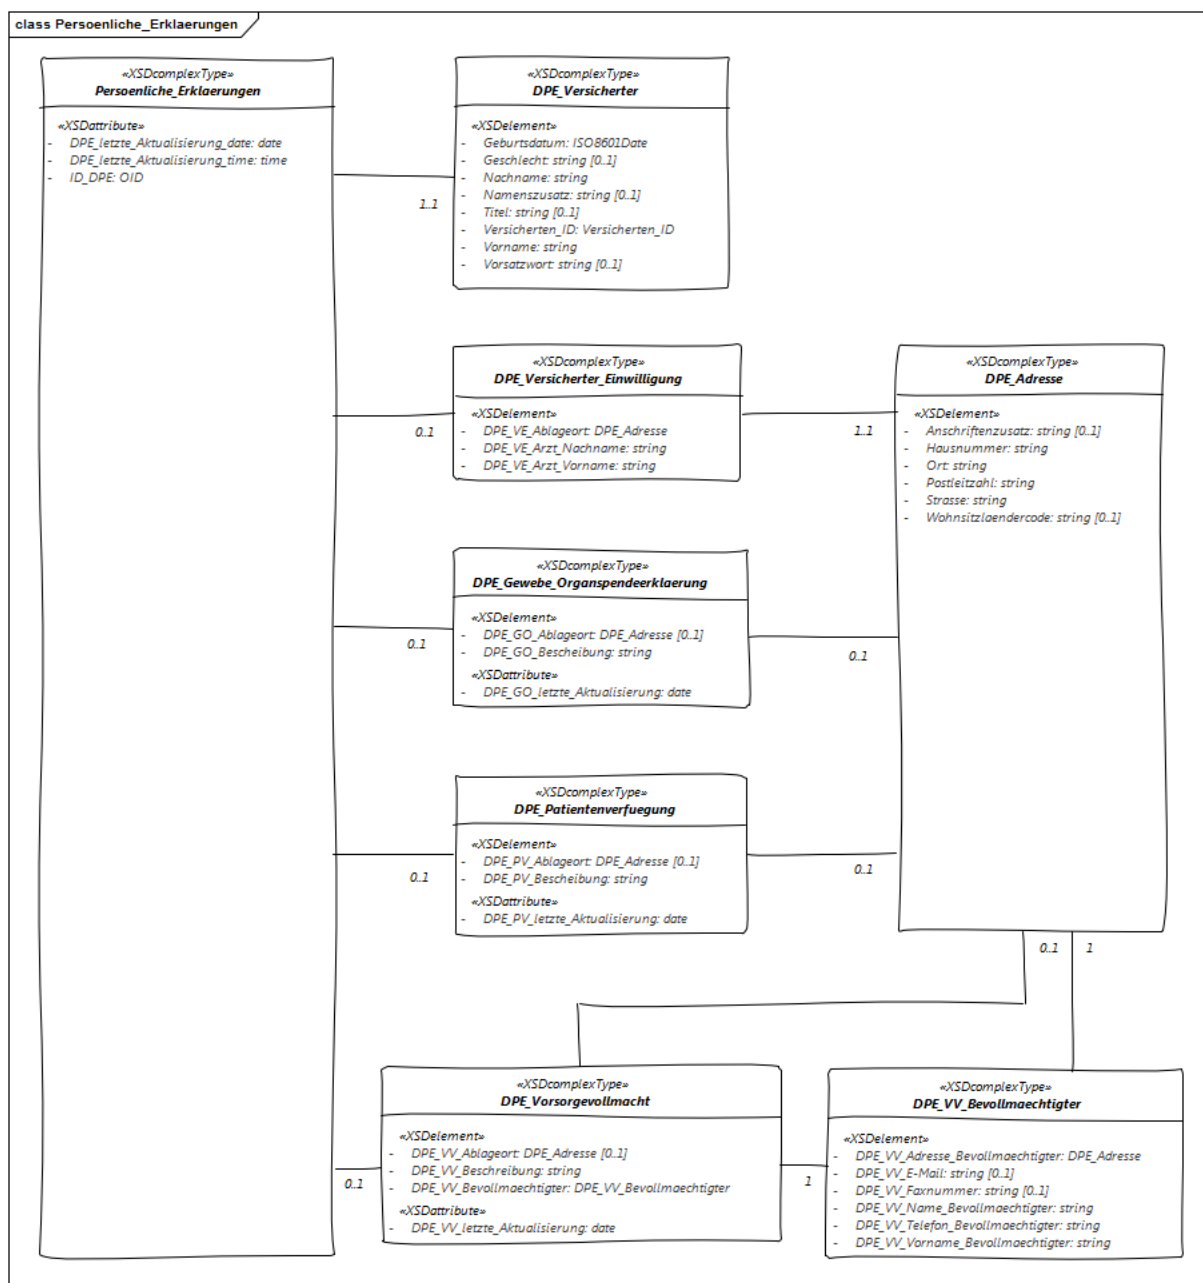 class Persoenliche_Erklaerungen
«XSDcomplexType»
Persoenliche_Erklaerungen
«XSDattribute»
- DPE_letzte_Aktualisierung_date: date
- DPE_letzte_Aktualisierung_time: time
- ID_DPE: OID
«XSDcomplexType»
DPE_Versicherter
«XSDelement»
- Geburtsdatum: ISO8601Date
- Geschlecht: string [0..1]
- Nachname: string
- Namenszusatz: string [0..1]
- Titel: string [0..1]
- Versicherten_ID: Versicherten_ID
- Vorname: string
- Vorsatzwort: string [0..1]
1..1
«XSDcomplexType»
DPE_Versicherter_Einwilligung
«XSDelement»
- DPE_VE_Ablageort: DPE_Adresse
- DPE_VE_Arzt_Nachname: string
- DPE_VE_Arzt_Vorname: string
0..1
1..1
«XSDcomplexType»
DPE_Adresse
«XSDelement»
- Anschriftenzusatz: string [0..1]
- Hausnummer: string
- Ort: string
- Postleitzahl: string
- Strasse: string
- Wohnsitzlaendercode: string [0..1]
«XSDcomplexType»
DPE_Gewebe_Organspendeerklaerung
«XSDelement»
- DPE_GO_Ablageort: DPE_Adresse [0..1]
- DPE_GO_Bescheibung: string
«XSDattribute»
- DPE_GO_letzte_Aktualisierung: date
0..1
0..1
«XSDcomplexType»
DPE_Patientenverfuegung
«XSDelement»
- DPE_PV_Ablageort: DPE_Adresse [0..1]
- DPE_PV_Bescheibung: string
«XSDattribute»
- DPE_PV_letzte_Aktualisierung: date
0..1
0..1
0..1
1
«XSDcomplexType»
DPE_Vorsorgevollmacht
«XSDelement»
- DPE_VV_Ablageort: DPE_Adresse [0..1]
- DPE_VV_Beschreibung: string
- DPE_VV_Bevollmaechtigter: DPE_VV_Bevollmaechtigter
«XSDattribute»
- DPE_VV_letzte_Aktualisierung: date
0..1
1
«XSDcomplexType»
DPE_VV_Bevollmaechtigter
«XSDelement»
- DPE_VV_Adresse_Bevollmaechtigter: DPE_Adresse
- DPE_VV_E-Mail: string [0..1]
- DPE_VV_Faxnummer: string [0..1]
- DPE_VV_Name_Bevollmaechtigter: string
- DPE_VV_Telefon_Bevollmaechtigter: string
- DPE_VV_Vorname_Bevollmaechtigter: string